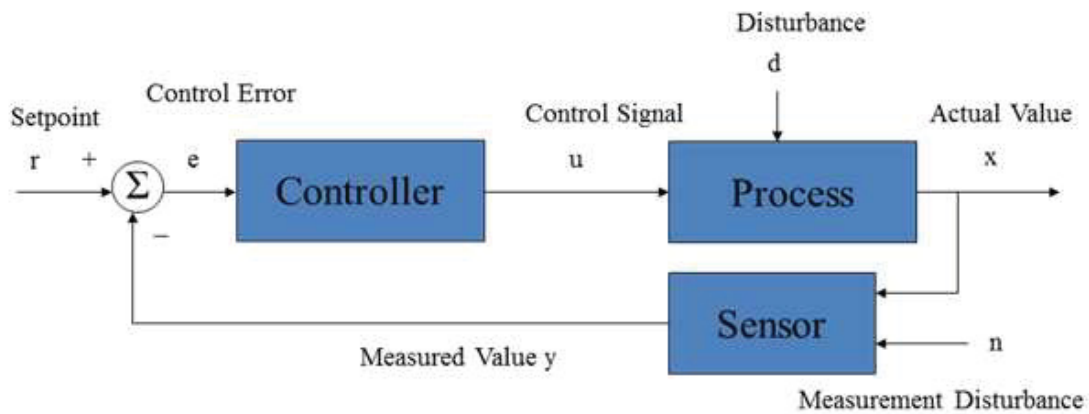 Disturbance
d
Control Error
Setpoint
Control Signal
Actual Value
r + e
u
x
Σ
Controller
Process
–
Sensor
Measured Value y
n
Measurement Disturbance